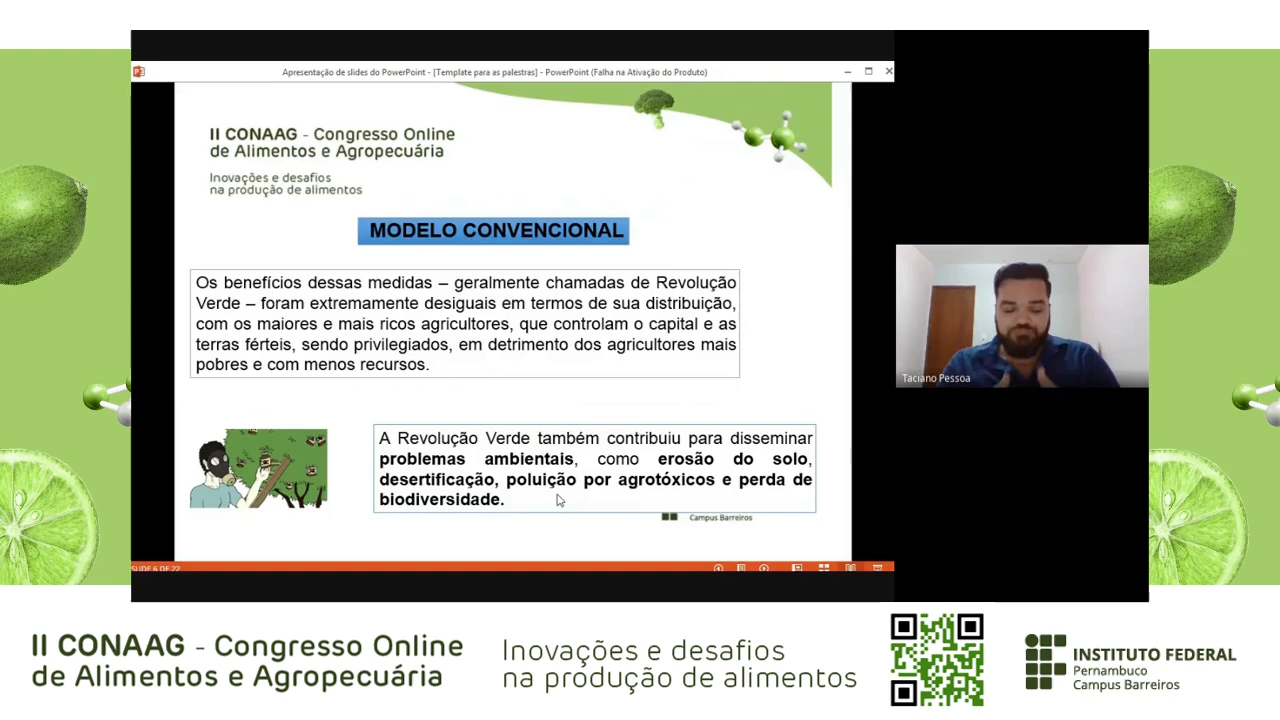 Apresentação de slides do PowerPoint - [Template para as palestras] - PowerPoint (Falha na Ativação do Produto)
II CONAAG - Congresso Online
de Alimentos e Agropecuária
Inovações e desafios
na produção de alimentos
MODELO CONVENCIONAL
Os benefícios dessas medidas – geralmente chamadas de Revolução
Verde – foram extremamente desiguais em termos de sua distribuição,
com os maiores e mais ricos agricultores, que controlam o capital e as
terras férteis, sendo privilegiados, em detrimento dos agricultores mais
pobres e com menos recursos.
A Revolução Verde também contribuiu para disseminar
problemas ambientais, como erosão do solo,
desertificação, poluição por agrotóxicos e perda de
biodiversidade.
Campus Barreiros
SLIDE 6 DE 22
Taciano Pessoa
II CONAAG - Congresso Online
de Alimentos e Agropecuária
Inovações e desafios
na produção de alimentos
INSTITUTO FEDERAL
Pernambuco
Campus Barreiros